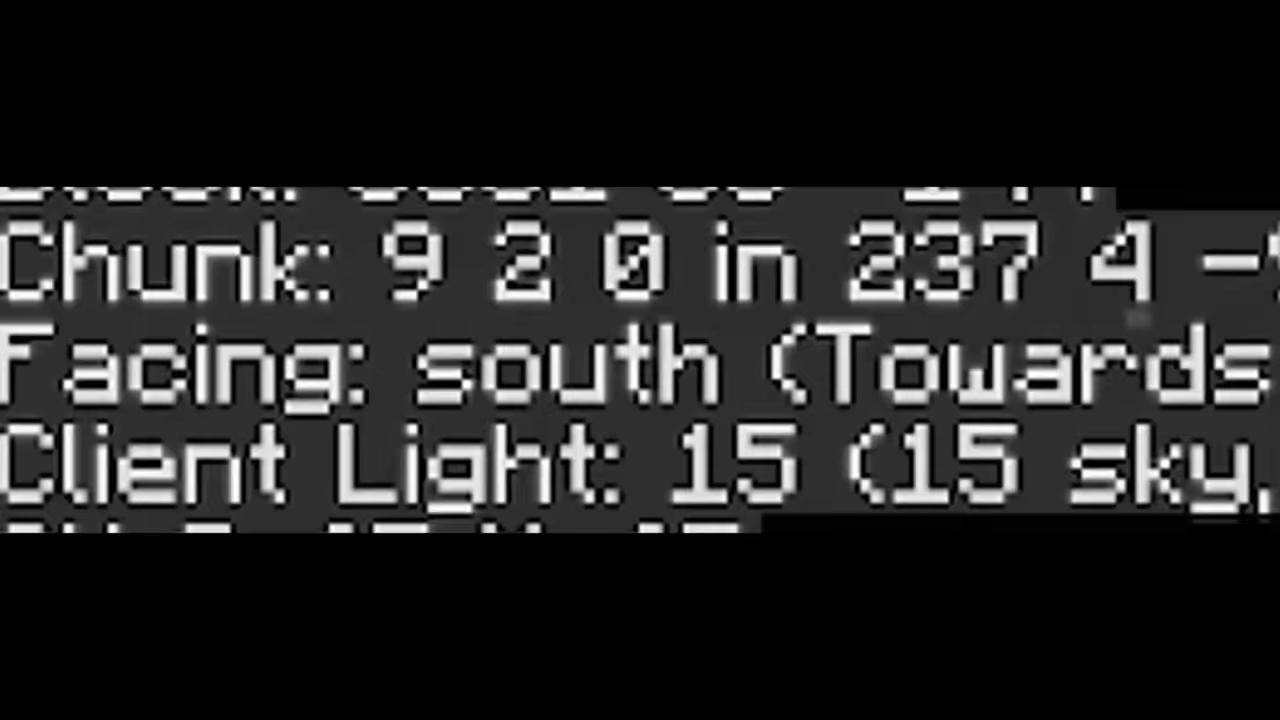 Chunk: 9 2 0 in 237 4 -
Facing: south (Towards
Client Light: 15 (15 sky,